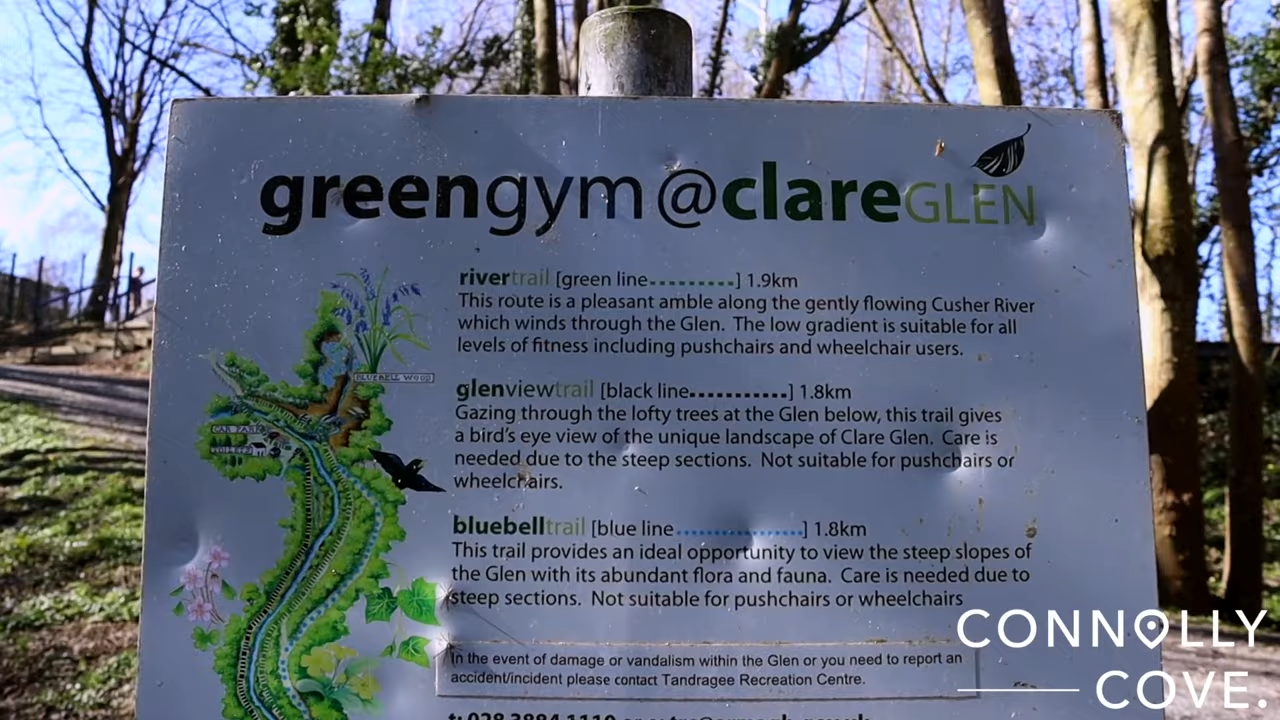 greengym@clareGLEN
rivertrail [green line.........] 1.9km
This route is a pleasant amble along the gently flowing Cusher River
which winds through the Glen. The low gradient is suitable for all
levels of fitness including pushchairs and wheelchair users.
glenviewtrail [black line...........] 1.8km
Gazing through the lofty trees at the Glen below, this trail gives
a bird's eye view of the unique landscape of Clare Glen. Care is
needed due to the steep sections. Not suitable for pushchairs or
wheelchairs.
bluebelltrail [blue line..................] 1.8km
This trail provides an ideal opportunity to view the steep slopes of
the Glen with its abundant flora and fauna. Care is needed due to
steep sections. Not suitable for pushchairs or wheelchairs
In the event of damage or vandalism within the Glen or you need to report an
accident/incident please contact Tandragee Recreation Centre.
BLUEBELL WOOD
CAR PARK
TOILETS
CONNOLLY
COVE.